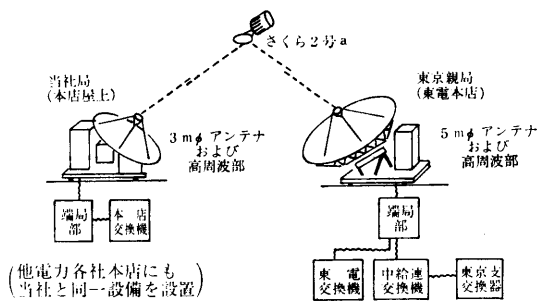 さくら2号a
当社局
(本店屋上)
東京親局
(東電本店)
3mφアンテナ
および
高周波部
5mφアンテナ
および
高周波部
端局
部
本店
交換機
端局
部
(他電力各社本店にも
当社と同一設備を設置)
東電
交換機
中給連
交換機
東京支
交換器